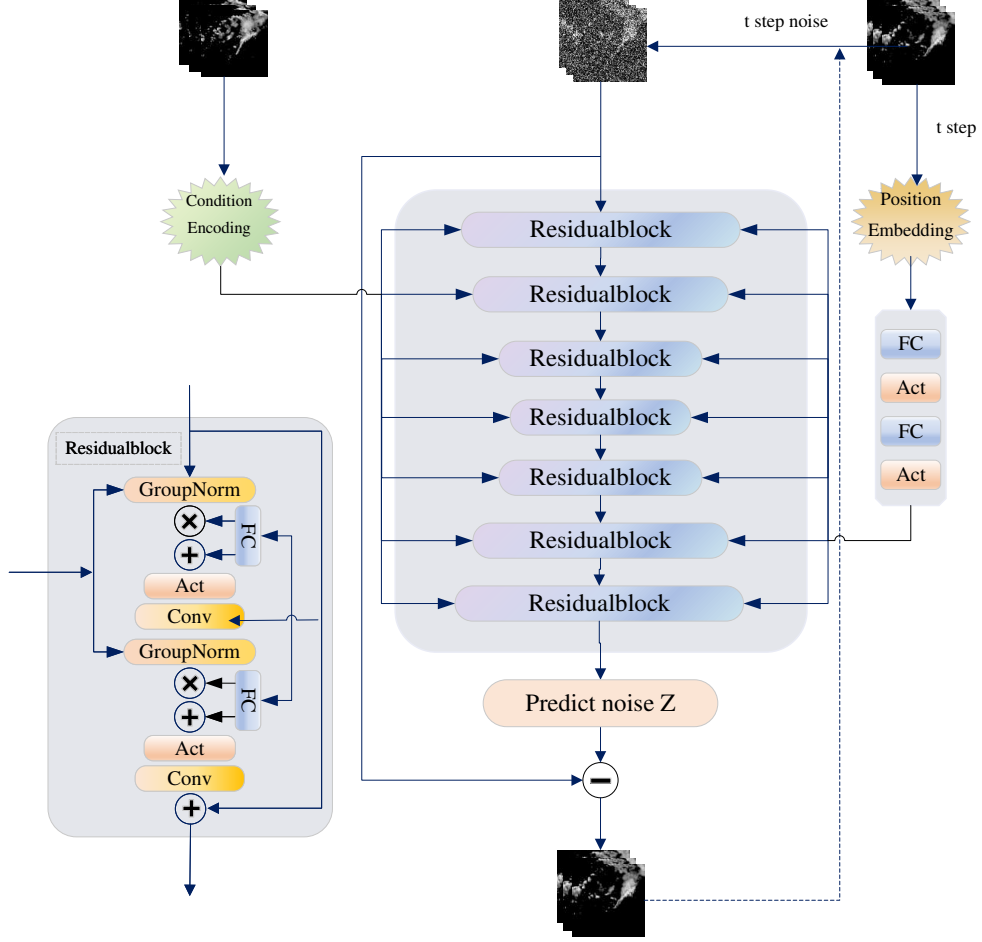 t step noise
t step
Condition
Encoding
Position
Embedding
Residualblock
Residualblock
Residualblock
Residualblock
Residualblock
Residualblock
Residualblock
FC
Act
FC
Act
Predict noise Z
Residualblock
GroupNorm
FC
Act
Conv
GroupNorm
FC
Act
Conv